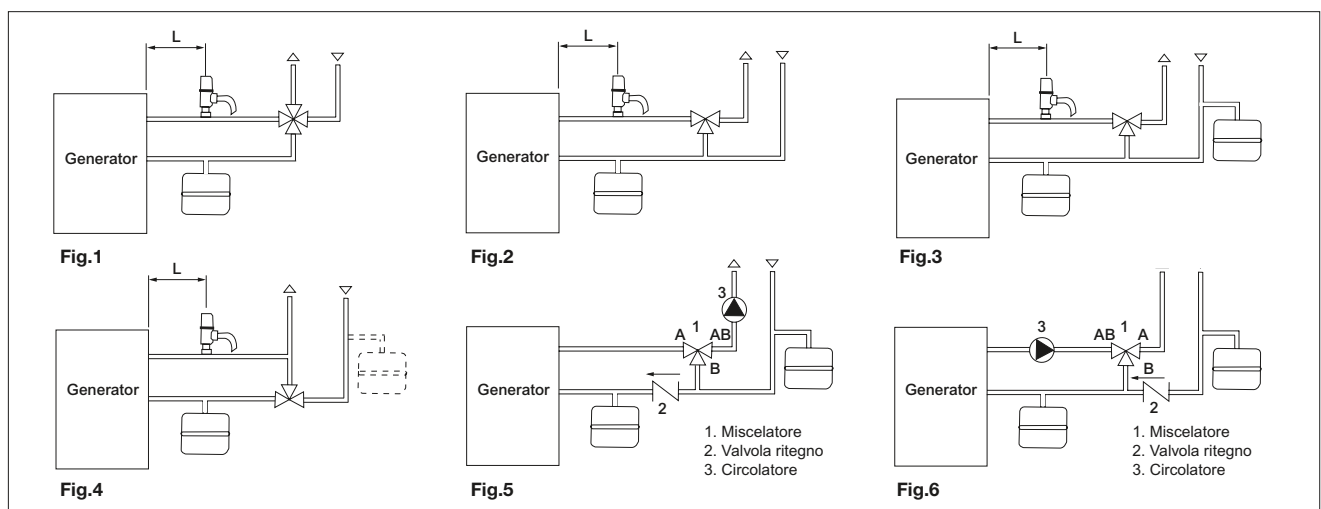 L
Generator
Fig.1
L
Generator
Fig.2
L
Generator
Fig.3
L
Generator
Fig.4
3
1
A
AB
B
Generator
2
1. Miscelatore
2. Valvola ritegno
3. Circolatore
Fig.5
3
AB
1
A
B
Generator
2
1. Miscelatore
2. Valvola ritegno
3. Circolatore
Fig.6